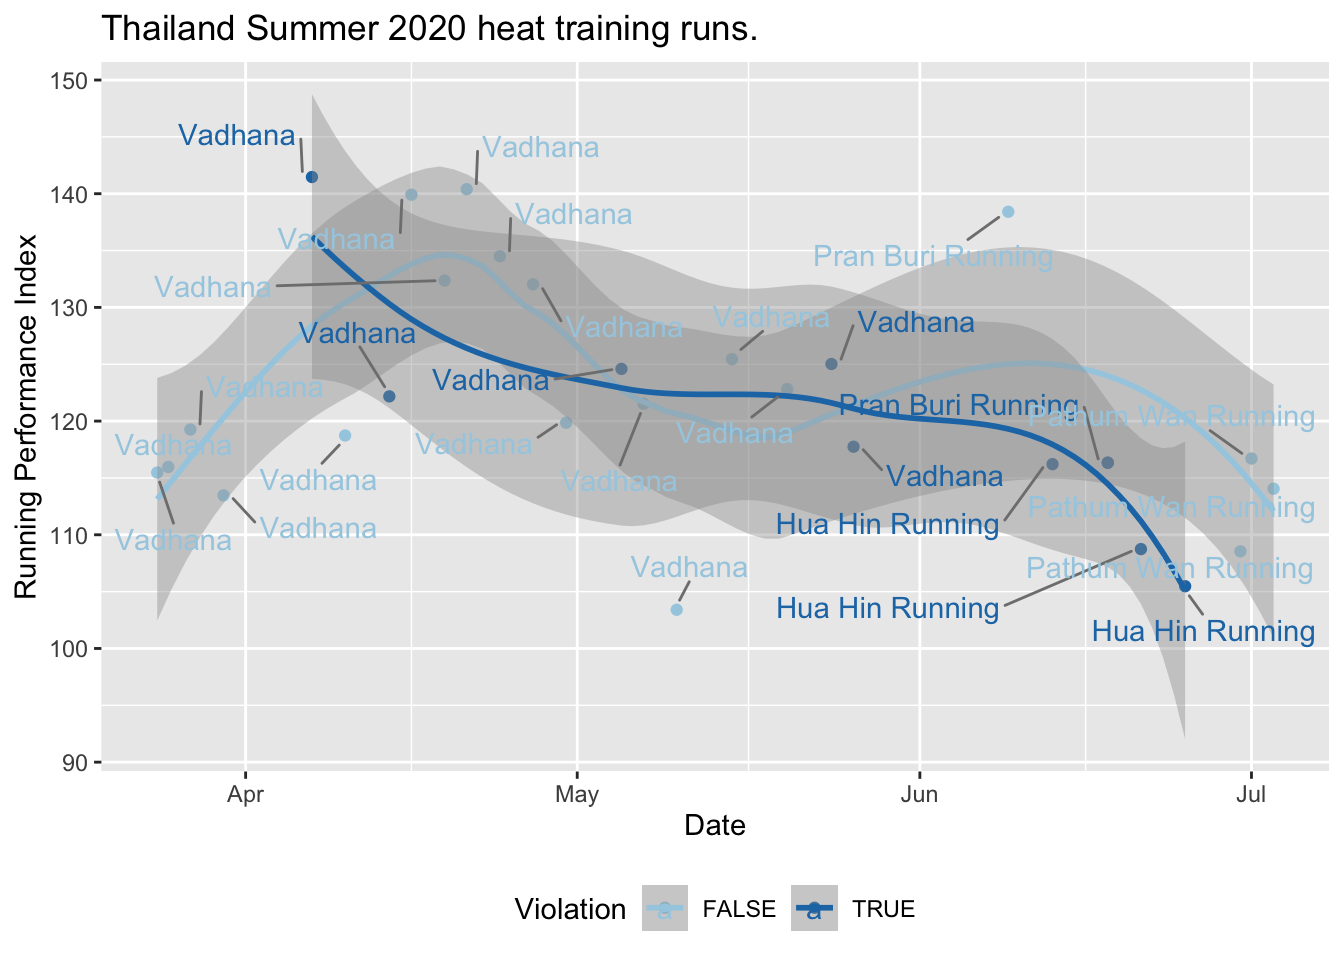 Thailand Summer 2020 heat training runs.
Running Performance Index
150
140
130
120
110
100
90
Vadhana
Vadhana
Vadhana
Vadhana
Vadhana
Pran Buri Running
Vadhana
Vadhana
Vadhana
Vadhana
Vadhana
Vadhana
Vadhana
Pran Buri Running
Pathum Wan Running
Vadhana
Vadhana
Vadhana
Vadhana
Vadhana
Vadhana
Pathum Wan Running
Hua Hin Running
Vadhana
Vadhana
Vadhana
Pathum Wan Running
Hua Hin Running
Hua Hin Running
Apr
May
Jun
Jul
Date
Violation
a FALSE
a TRUE